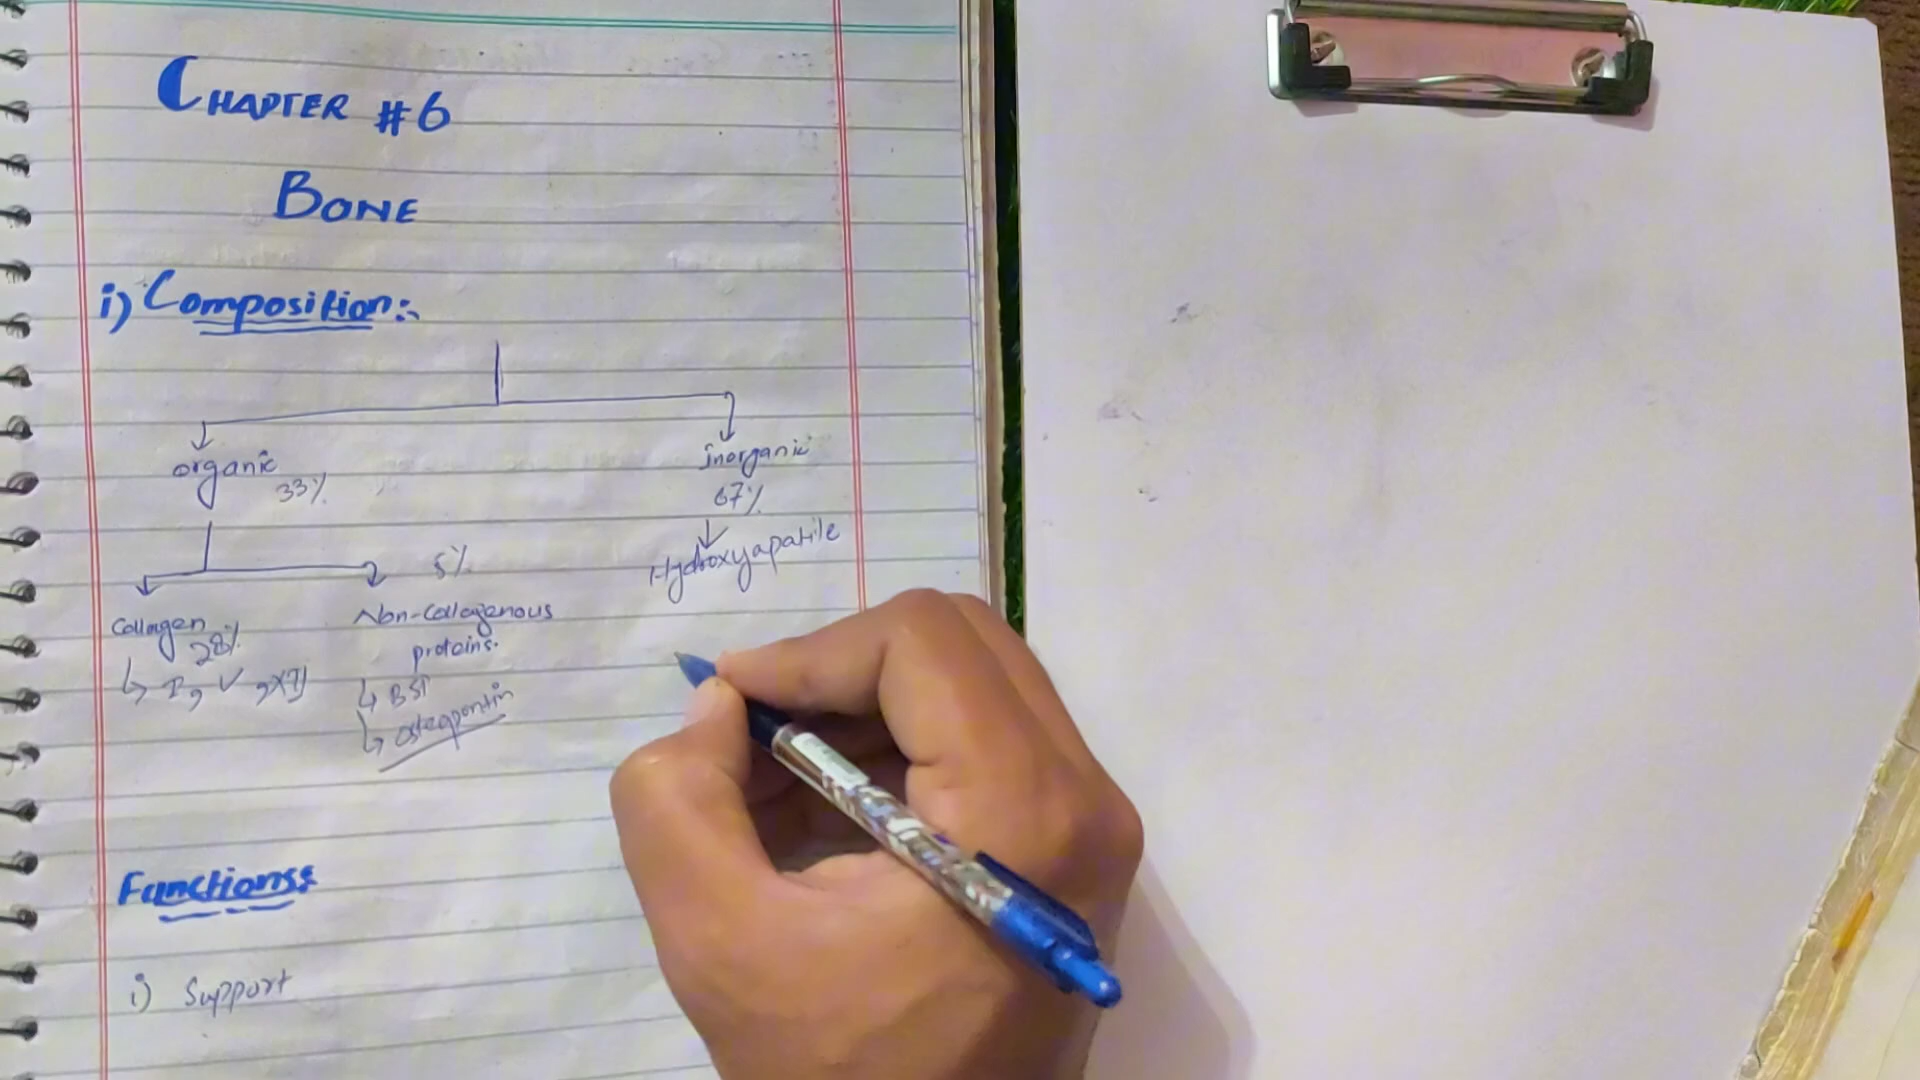 CHAPTER #6
BONE
i) Composition:-
organic
33%
inorganic
67%
Hydroxyapatite
5%
Collagen
28%
Non-Collagenous
proteins.
↳ I, V, XII
↳ BSP
↳ osteopontin
Functions:
i) Support